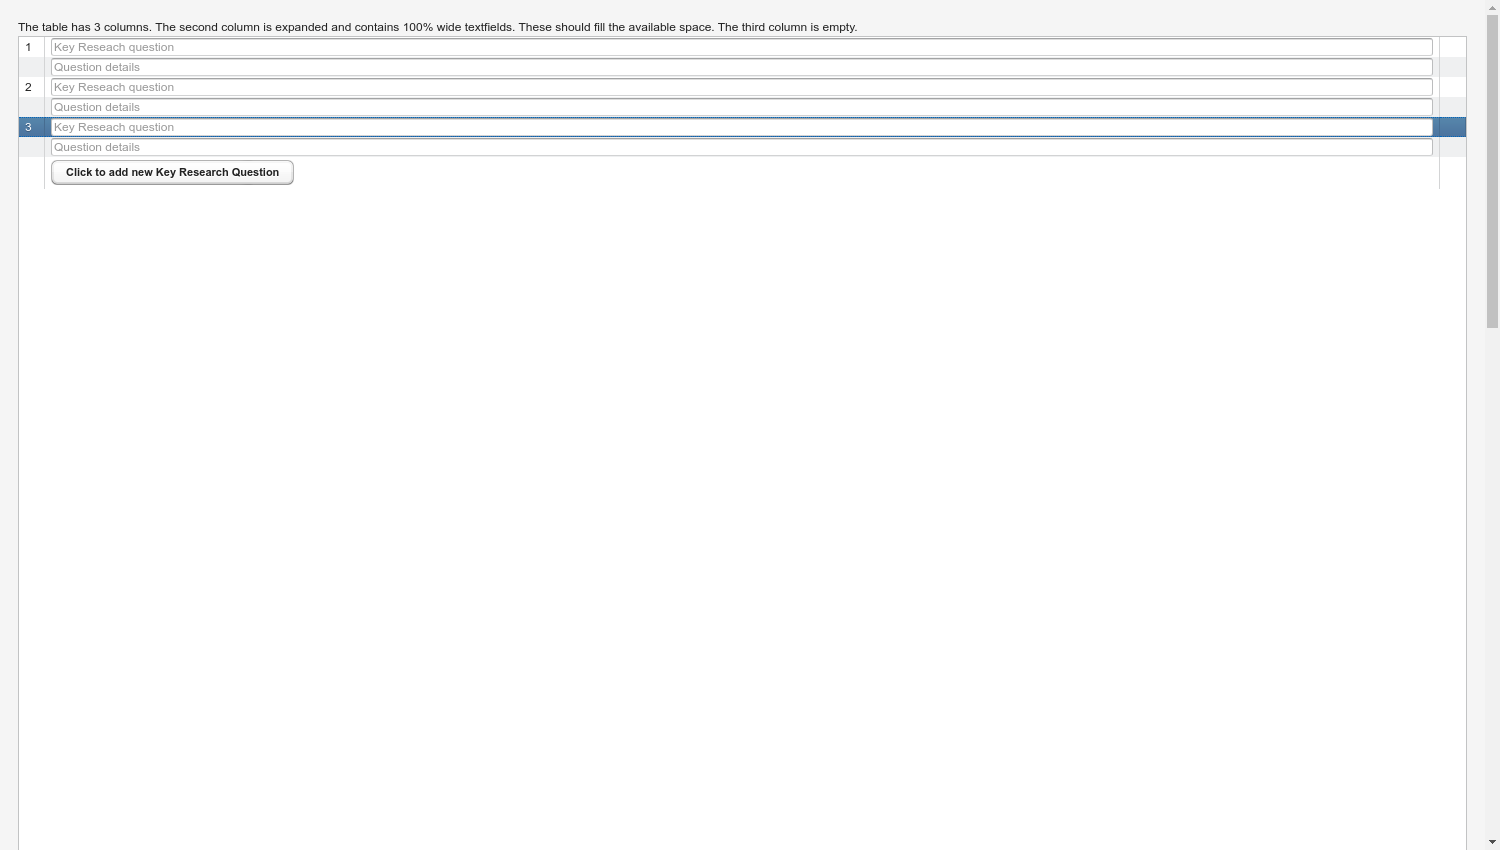 The table has 3 columns. The second column is expanded and contains 100% wide textfields. These should fill the available space. The third column is empty.
1 Key Reseach question
Question details
2 Key Reseach question
Question details
3 Key Reseach question
Question details
Click to add new Key Research Question